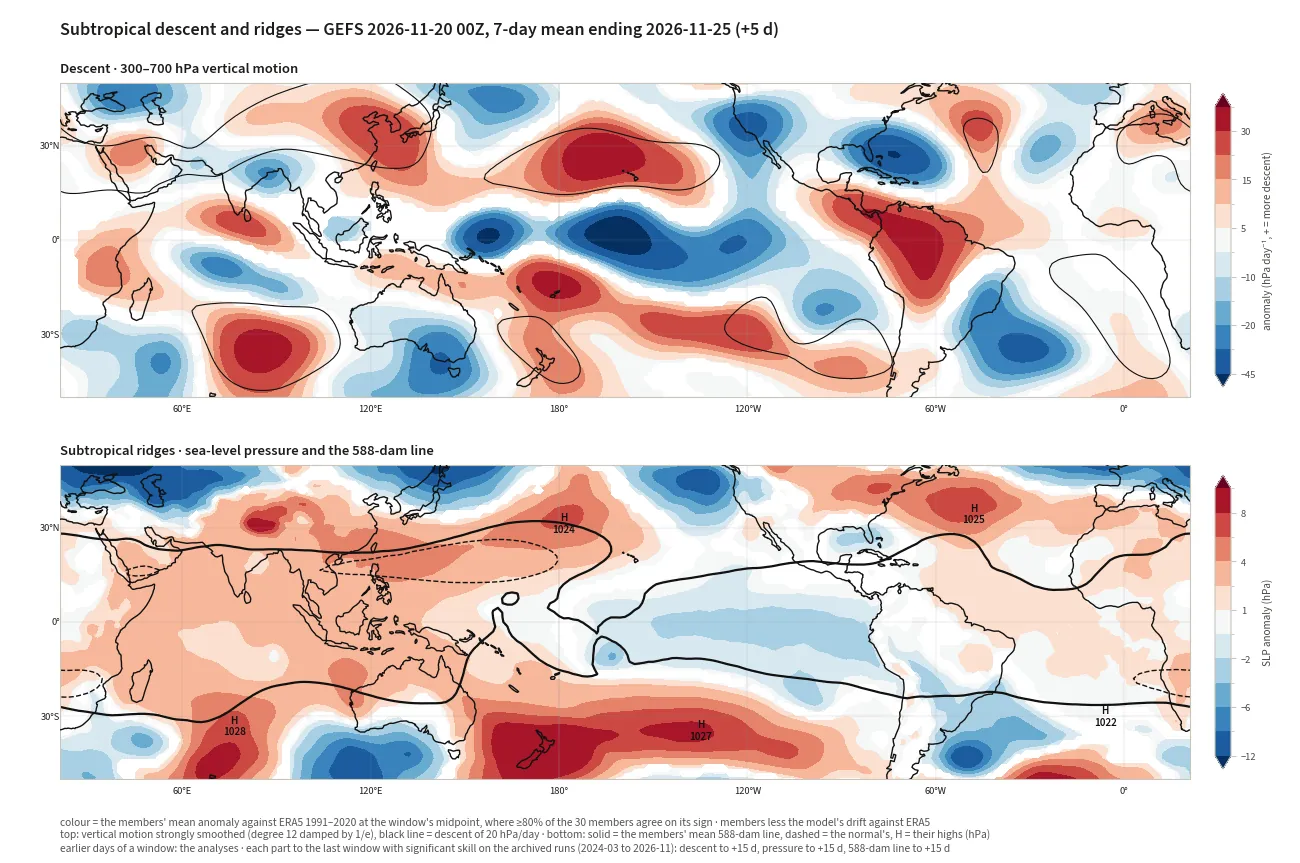 Subtropical descent and ridges — GEFS 2026-11-20 00Z, 7-day mean ending 2026-11-25 (+5 d)
Descent · 300–700 hPa vertical motion
30°N
0°
30°S
60°E
120°E
180°
120°W
60°W
0°
30
15
5
−10
−20
−45
anomaly (hPa day⁻¹, + = more descent)
Subtropical ridges · sea-level pressure and the 588-dam line
30°N
0°
30°S
H
1024
H
1025
H
1028
H
1027
H
1022
60°E
120°E
180°
120°W
60°W
0°
8
4
1
−2
−6
−12
SLP anomaly (hPa)
colour = the members' mean anomaly against ERA5 1991–2020 at the window's midpoint, where ≥80% of the 30 members agree on its sign · members less the model's drift against ERA5
top: vertical motion strongly smoothed (degree 12 damped by 1/e), black line = descent of 20 hPa/day · bottom: solid = the members' mean 588-dam line, dashed = the normal's, H = their highs (hPa)
earlier days of a window: the analyses · each part to the last window with significant skill on the archived runs (2024-03 to 2026-11): descent to +15 d, pressure to +15 d, 588-dam line to +15 d